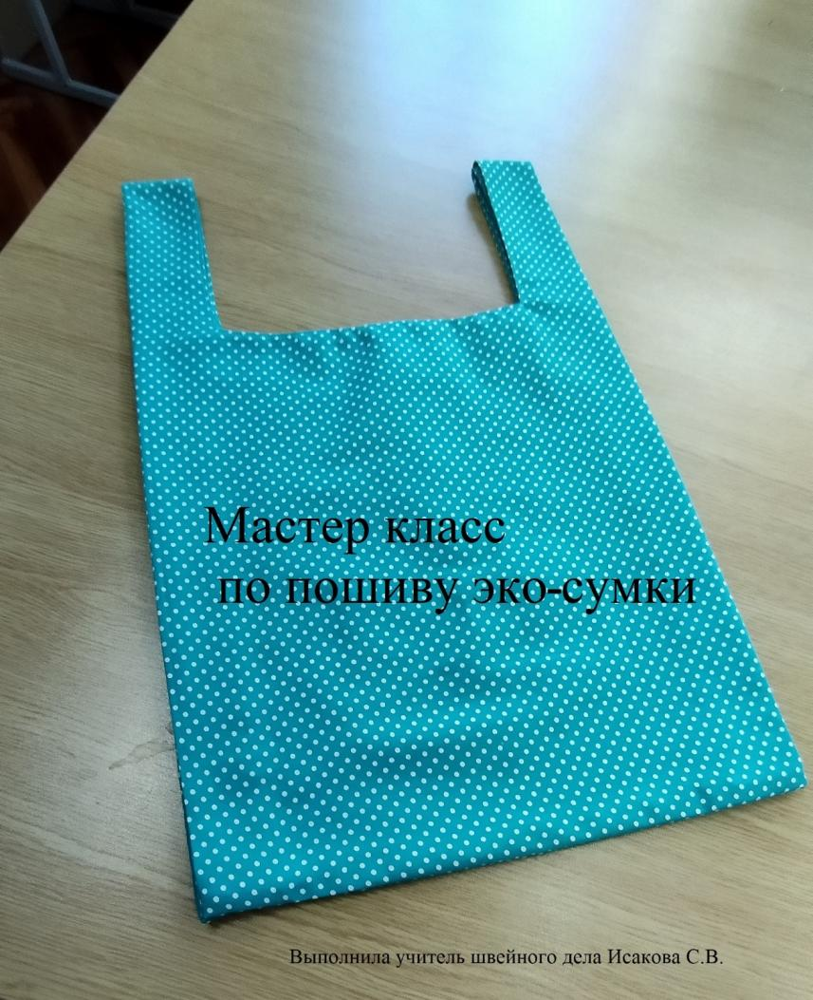 Мастер класс
по пошиву эко-сумки
Выполнила учитель швейного дела Исакова С.В.